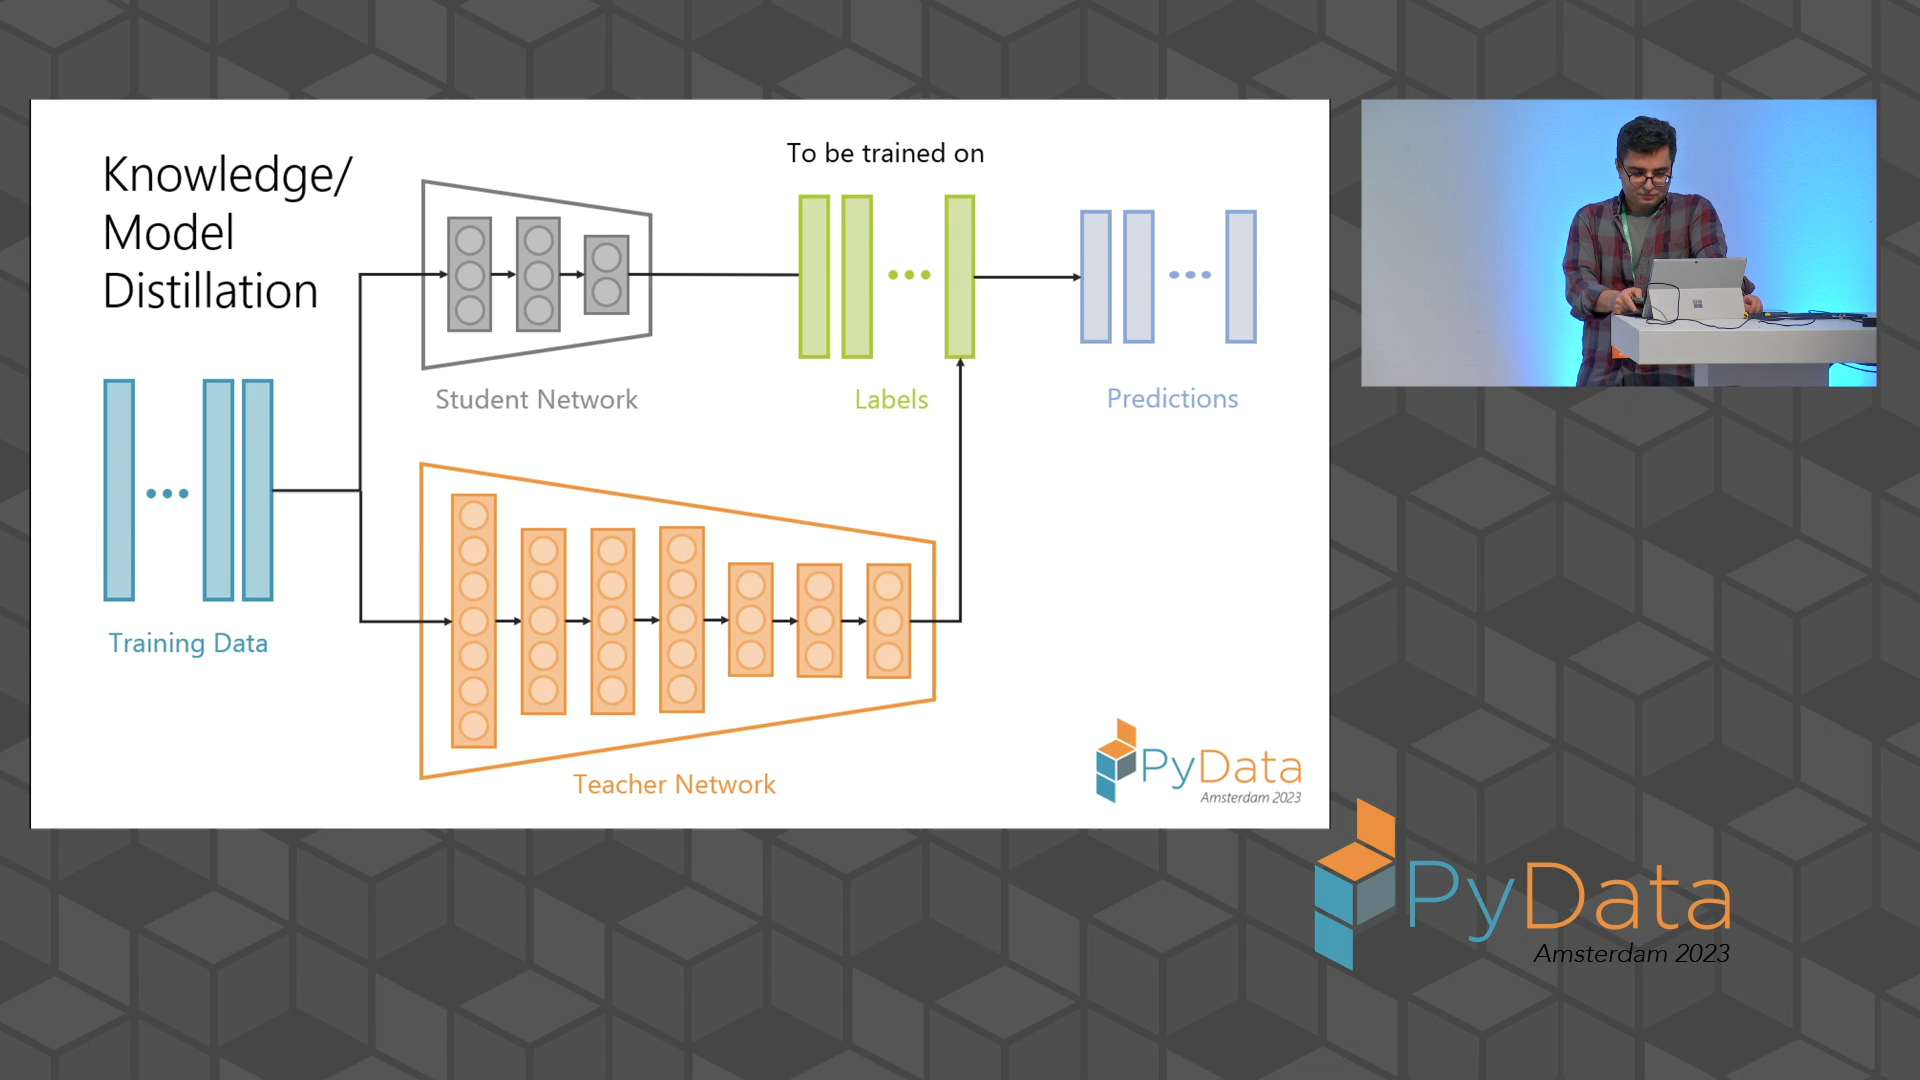 Knowledge/
Model
Distillation
To be trained on
Student Network
Labels
Predictions
Training Data
Teacher Network
PyData
Amsterdam 2023
PyData
Amsterdam 2023